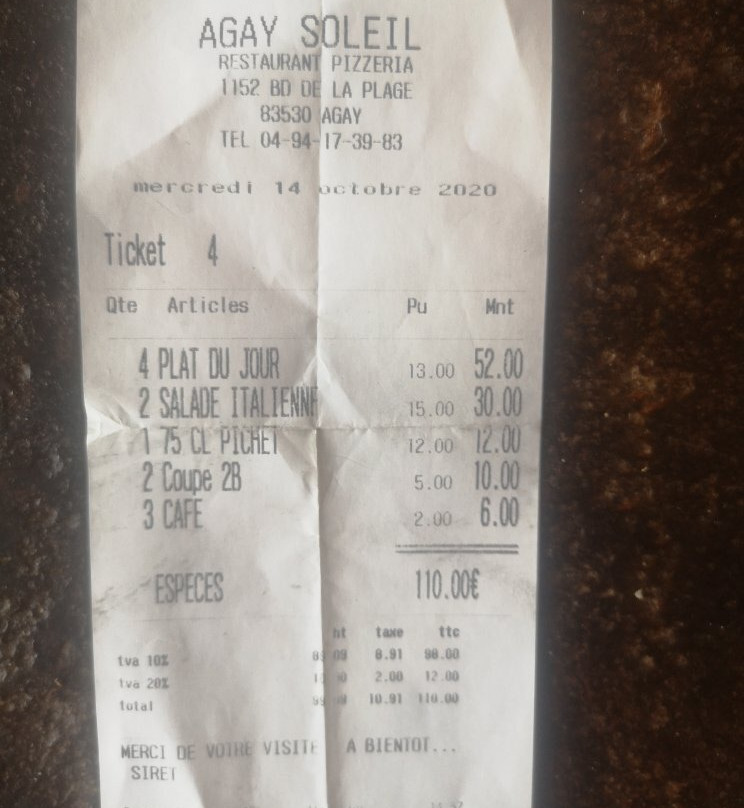 AGAY SOLEIL
RESTAURANT PIZZERIA
1152 BD DE LA PLAGE
83530 AGAY
TEL 04-94-17-39-83
mercredi 14 octobre 2020
Ticket 4
Qte Articles Pu Mnt
4 PLAT DU JOUR 13.00 52.00
2 SALADE ITALIENNE 15.00 30.00
1 75 CL PICHET 12.00 12.00
2 Coupe 2B 5.00 10.00
3 CAFE 2.00 6.00
ESPECES 110.00€
ht taxe ttc
tva 10% 8.91 98.00
tva 20% 2.00 12.00
total 10.91 110.00
MERCI DE VOTRE VISITE A BIENTOT...
SIRET